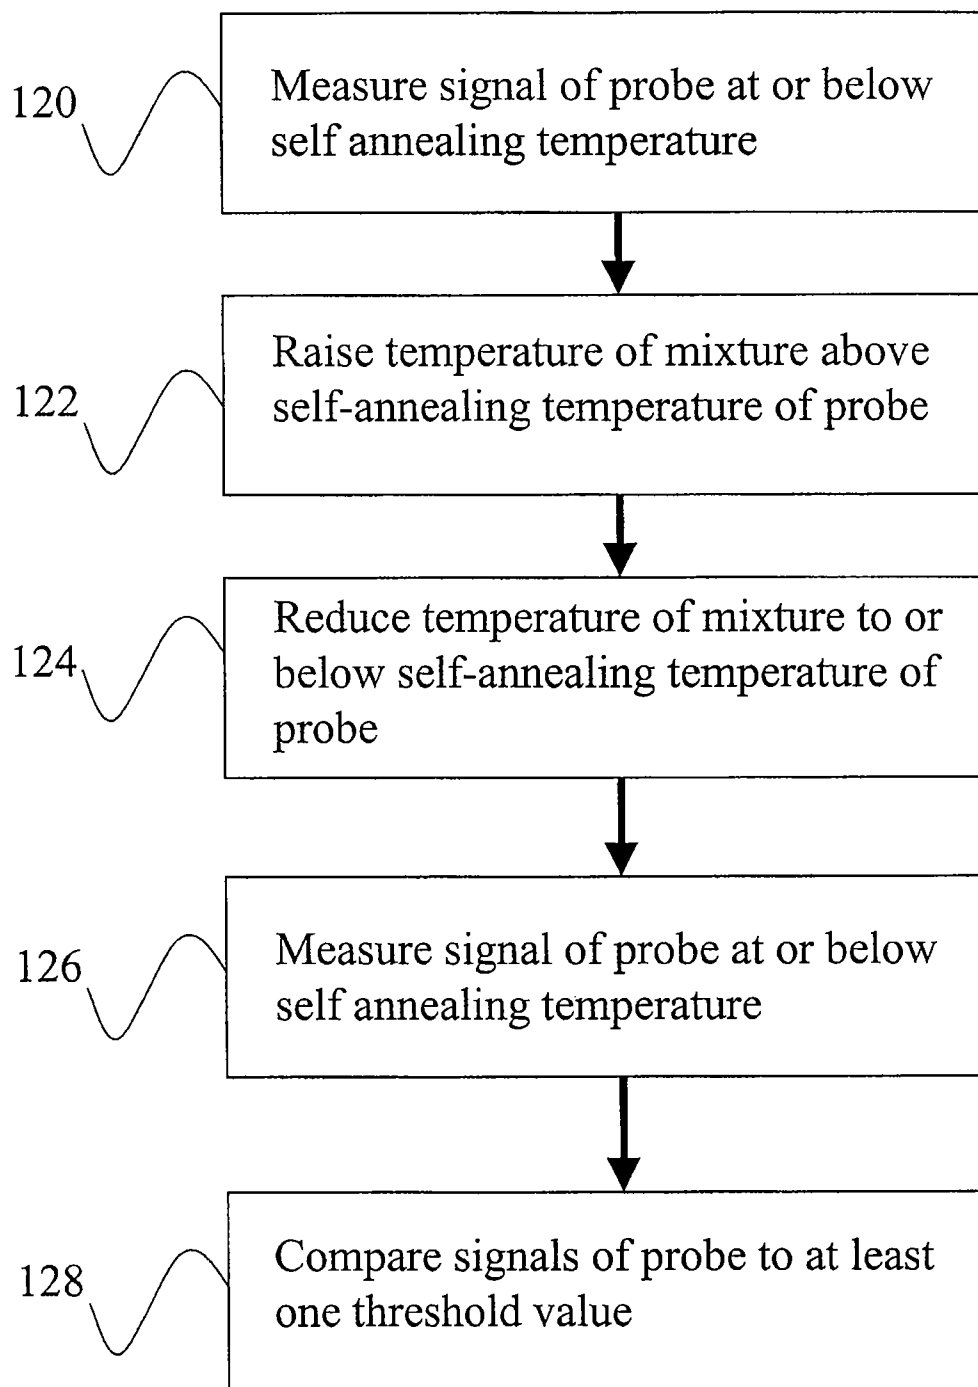 120
Measure signal of probe at or below
self annealing temperature
122
Raise temperature of mixture above
self-annealing temperature of probe
124
Reduce temperature of mixture to or
below self-annealing temperature of
probe
126
Measure signal of probe at or below
self annealing temperature
128
Compare signals of probe to at least
one threshold value